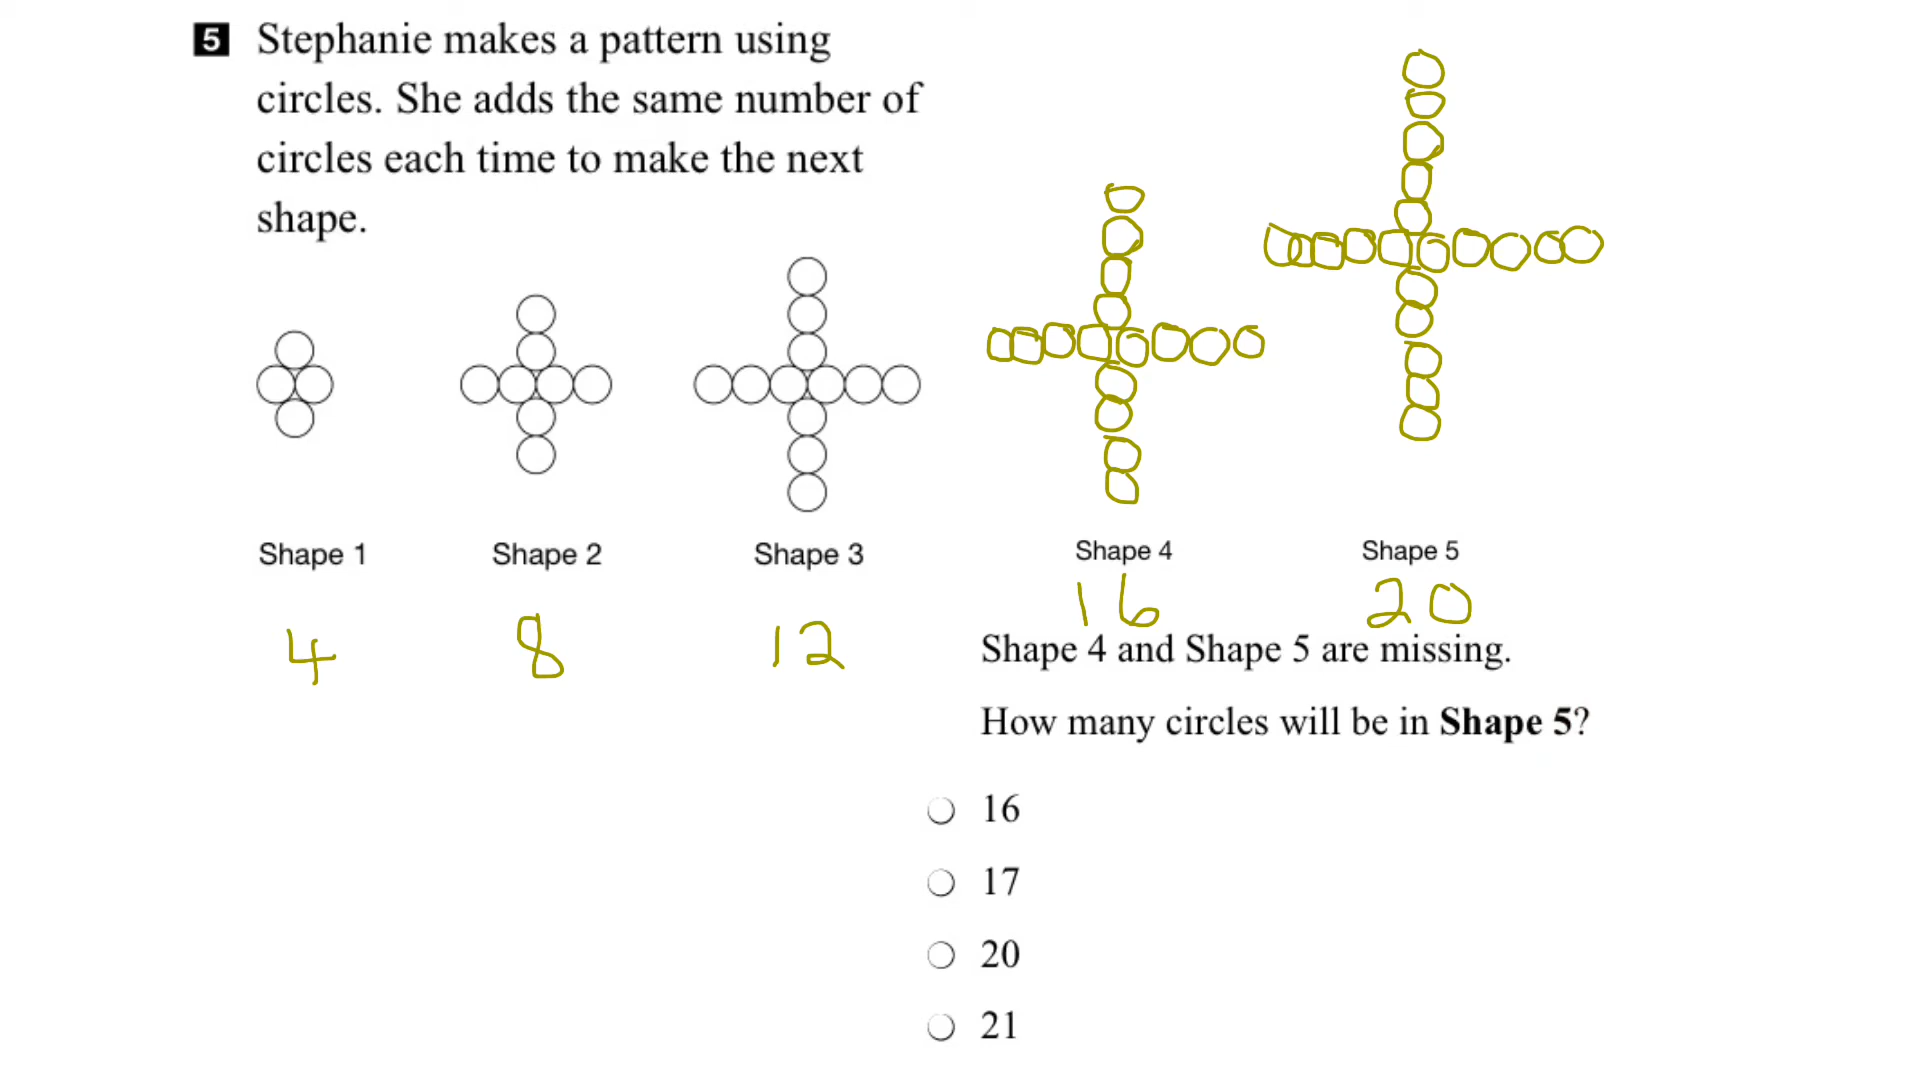 5 Stephanie makes a pattern using
circles. She adds the same number of
circles each time to make the next
shape.
Shape 1 Shape 2 Shape 3
4 8 12
Shape 4 Shape 5
16 20
Shape 4 and Shape 5 are missing.
How many circles will be in Shape 5?
16
17
20
21